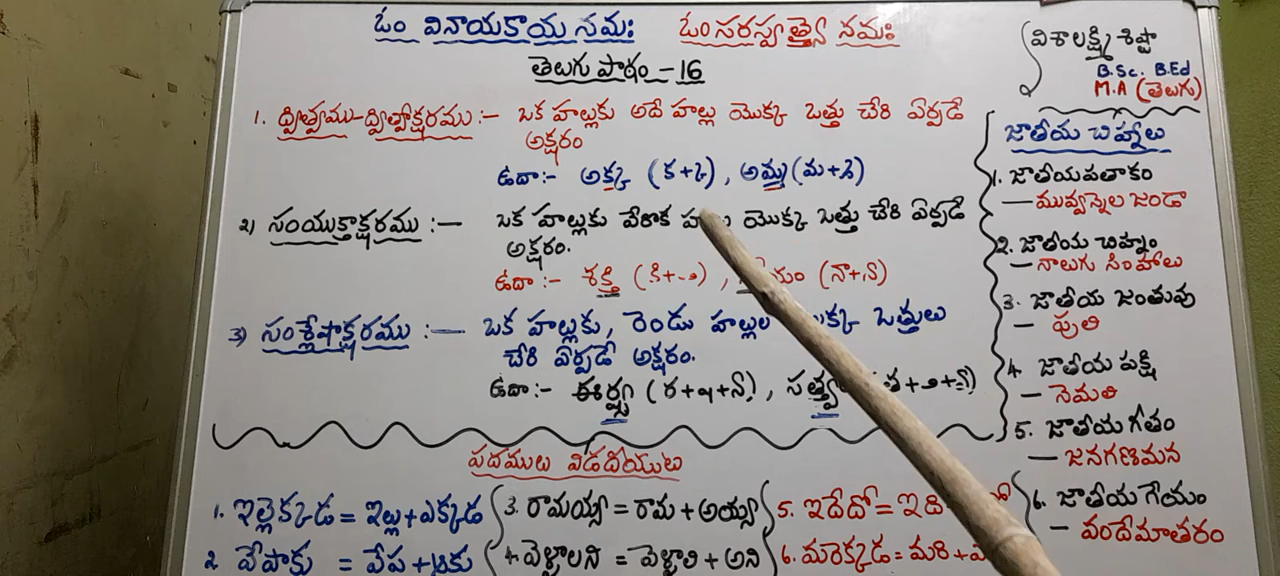 ఓం వినాయకాయ నమః ఓం సరస్వత్యై నమః
తెలుగు పాఠం - 16
విశాలక్ష్మి శిష్టా
B.Sc. B.Ed
M.A (తెలుగు)
1. ద్విత్వము-ద్విత్వాక్షరము :- ఒక హల్లుకు అదే హల్లు యొక్క ఒత్తు చేరి ఏర్పడే
అక్షరం
ఉదా :- అక్క (క+్క), అమ్మ (మ+్మ)
2) సంయుక్తాక్షరము :- ఒక హల్లుకు వేరొక యొక్క ఒత్తు చేరి ఏర్పడే
అక్షరం.
ఉదా :- శక్తి (కి+్త), (నా+్య)
3) సంశ్లేషాక్షరము :- ఒక హల్లుకు, రెండు హల్లుల ఒత్తులు
చేరి ఏర్పడే అక్షరం.
ఉదా :- ఈర్ష్య (ర+్ష+్య),
జాతీయ చిహ్నాలు
1. జాతీయపతాకం
- మువ్వన్నెల జండా
2. జాతీయ చిహ్నం
- నాలుగు సింహాలు
3. జాతీయ జంతువు
- పులి
4 జాతీయ పక్షి
- నెమలి
5. జాతీయ గీతం
- జనగణమన
6. జాతీయ గేయం
- వందేమాతరం
పదములు విడదీయుట
1. ఇల్లెక్కడ = ఇల్లు+ఎక్కడ
2 వేపాకు = వేప +ఆకు
3. రామయ్య = రామ + అయ్య
4. వెళ్ళాలని = వెళ్ళాలి + అని
5. ఇదేదో = ఇది
6. మరెక్కడ = మరి +